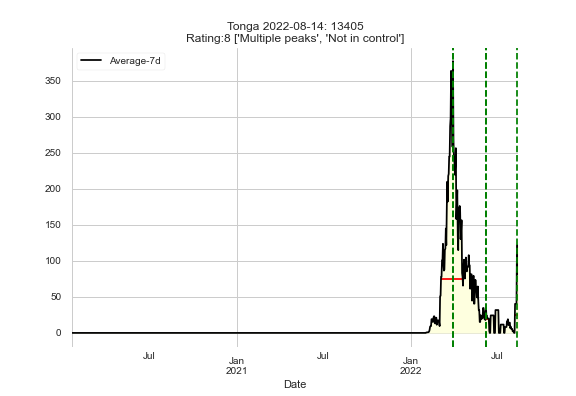 Tonga 2022-08-14: 13405
Rating:8 ['Multiple peaks', 'Not in control']
Average-7d
350
300
250
200
150
100
50
0
Jul
Jan
2021
Jul
Jan
2022
Jul
Date